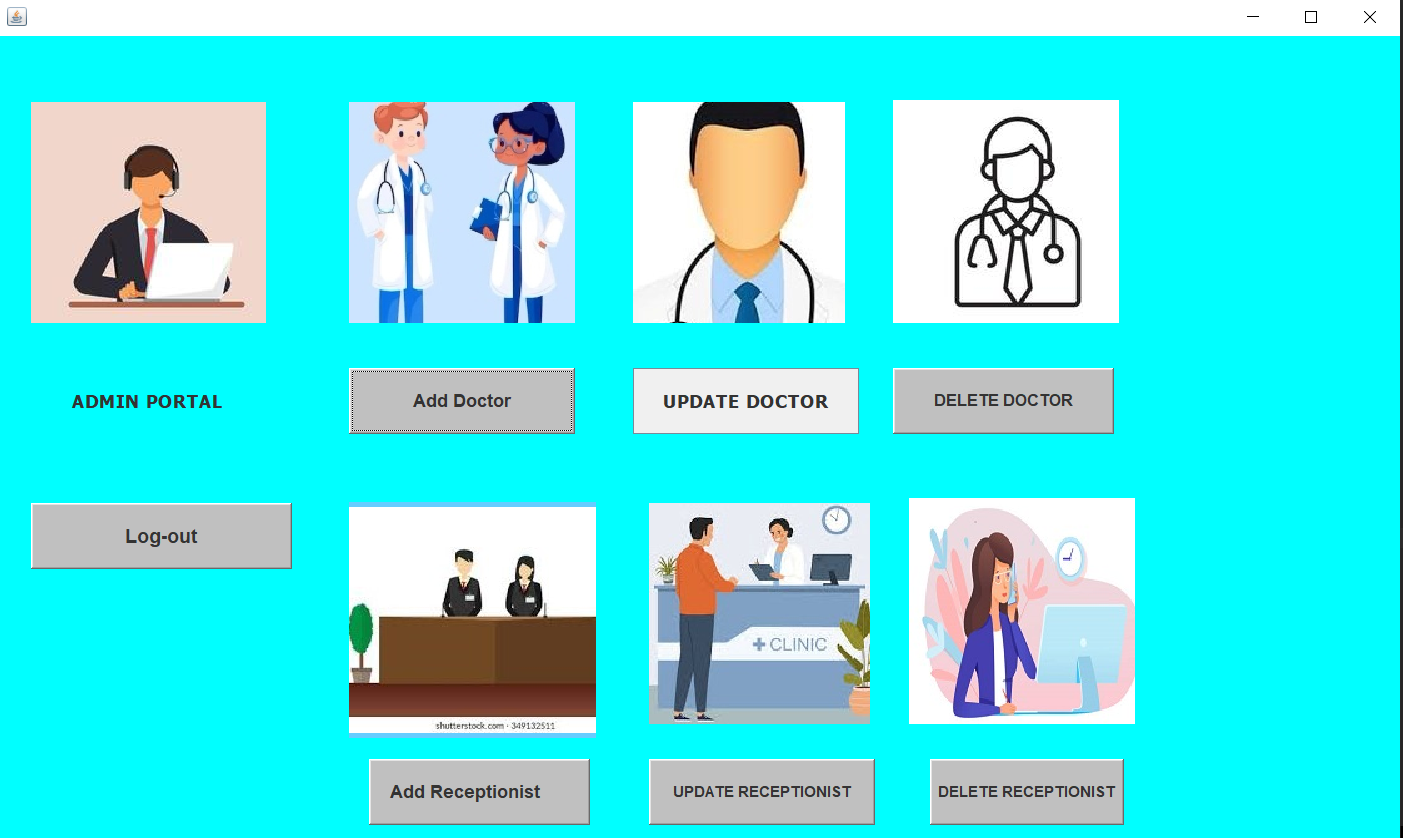 ADMIN PORTAL
Add Doctor
UPDATE DOCTOR
DELETE DOCTOR
Log-out
CLINIC
shutterstock.com · 349132511
Add Receptionist
UPDATE RECEPTIONIST
DELETE RECEPTIONIST